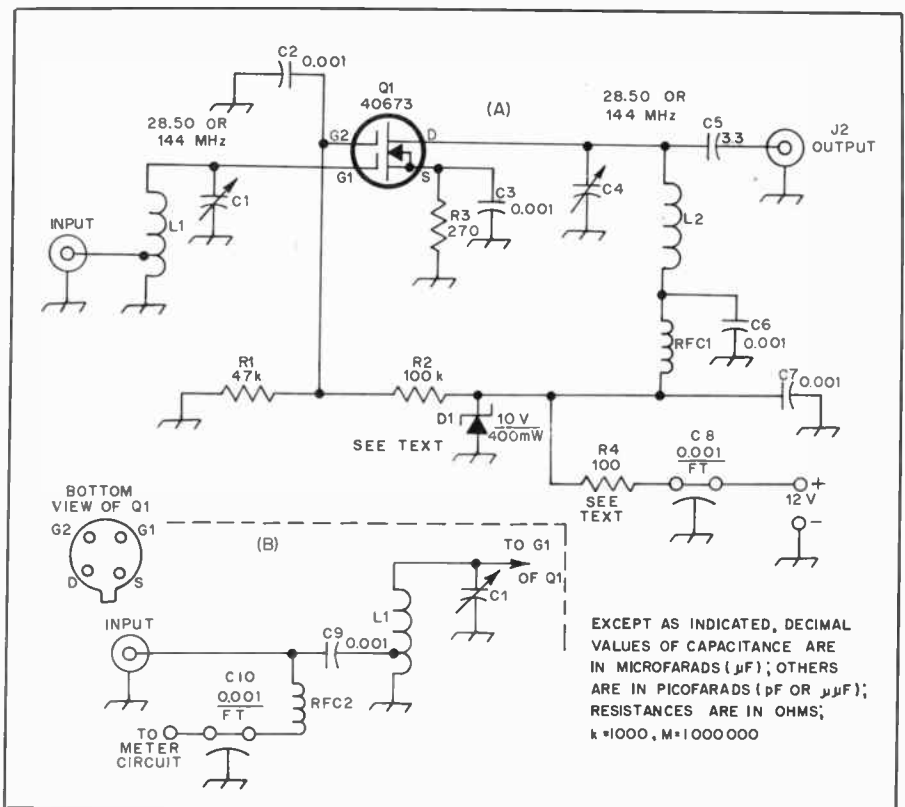 C2
0.001
Q1
40673
(A)
28.50 OR
144 MHz
28.50 OR
144 MHz
G2
D
G1
S
C5
3.3
J2
OUTPUT
C1
L1
INPUT
C3
0.001
R3
270
C4
L2
C6
0.001
RFC1
R1
47k
R2
100k
C7
0.001
D1
10 V
400mW
SEE TEXT
R4
100
SEE
TEXT
C8
0.001
FT
+
12 V
-
BOTTOM
VIEW OF Q1
G2
G1
D
S
(B)
TO G1
OF Q1
C1
L1
INPUT
C9
0.001
C10
0.001
FT
RFC2
TO
METER
CIRCUIT
EXCEPT AS INDICATED, DECIMAL
VALUES OF CAPACITANCE ARE
IN MICROFARADS (µF); OTHERS
ARE IN PICOFARADS (pF OR µµF);
RESISTANCES ARE IN OHMS;
k=1000, M=1000000